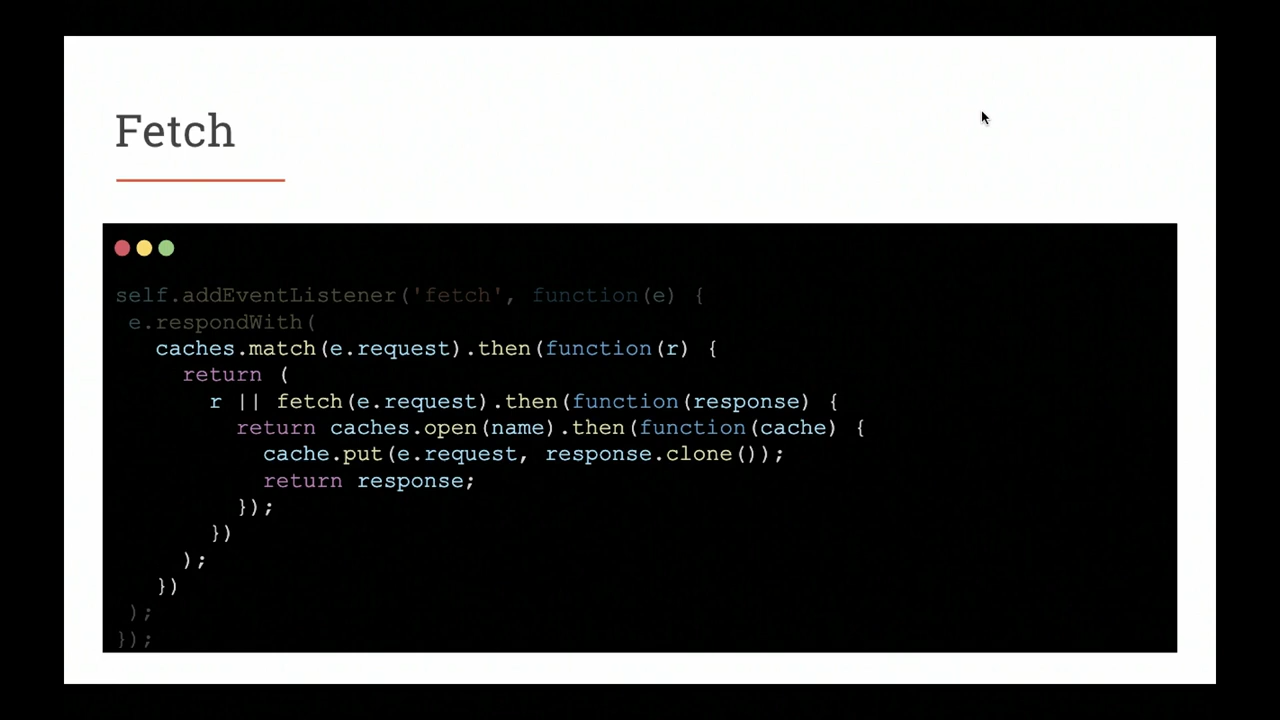 Fetch
self.addEventListener('fetch', function(e) {
e.respondWith(
caches.match(e.request).then(function(r) {
return (
r || fetch(e.request).then(function(response) {
return caches.open(name).then(function(cache) {
cache.put(e.request, response.clone());
return response;
});
})
);
})
);
});